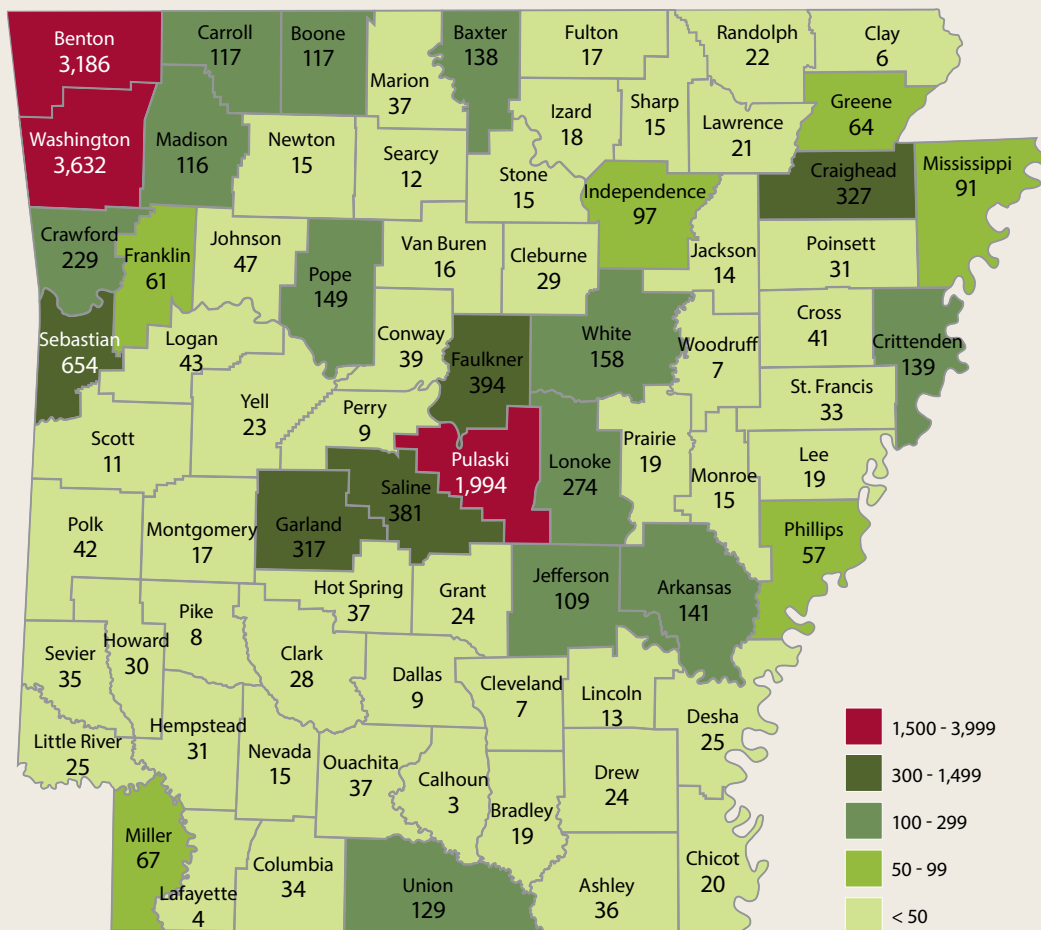 Benton
3,186
Carroll
117
Boone
117
Marion
37
Baxter
138
Fulton
17
Randolph
22
Clay
6
Washington
3,632
Madison
116
Newton
15
Searcy
12
Stone
15
Izard
18
Sharp
15
Lawrence
21
Greene
64
Craighead
327
Mississippi
91
Independence
97
Crawford
229
Franklin
61
Johnson
47
Pope
149
Van Buren
16
Cleburne
29
Jackson
14
Poinsett
31
Sebastian
654
Logan
43
Conway
39
Faulkner
394
White
158
Woodruff
7
Cross
41
Crittenden
139
St. Francis
33
Scott
11
Yell
23
Perry
9
Pulaski
1,994
Lonoke
274
Prairie
19
Monroe
15
Lee
19
Polk
42
Montgomery
17
Garland
317
Saline
381
Phillips
57
Hot Spring
37
Grant
24
Jefferson
109
Arkansas
141
Sevier
35
Howard
30
Pike
8
Clark
28
Dallas
9
Cleveland
7
Lincoln
13
Desha
25
Little River
25
Hempstead
31
Nevada
15
Ouachita
37
Calhoun
3
Bradley
19
Drew
24
Miller
67
Lafayette
4
Columbia
34
Union
129
Ashley
36
Chicot
20
1,500 - 3,999
300 - 1,499
100 - 299
50 - 99
< 50